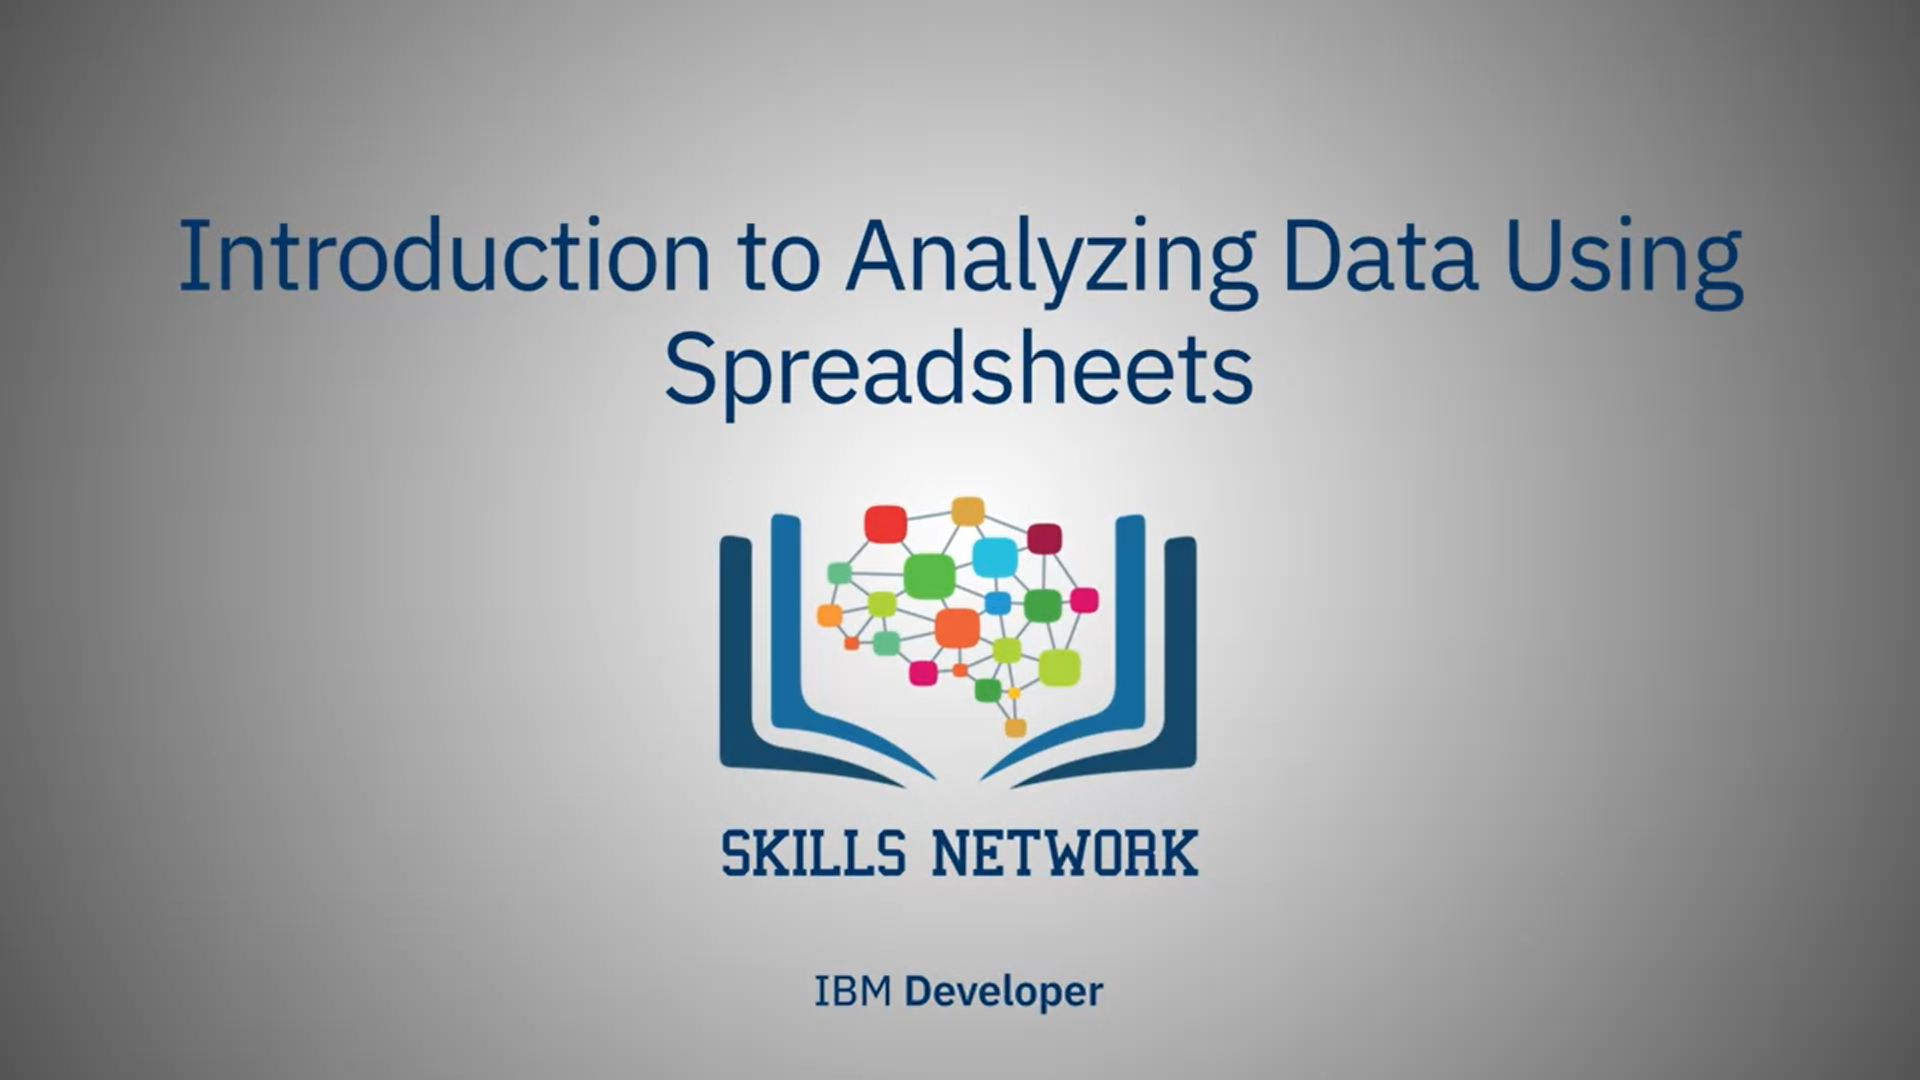 Introduction to Analyzing Data Using
Spreadsheets
SKILLS NETWORK
IBM Developer